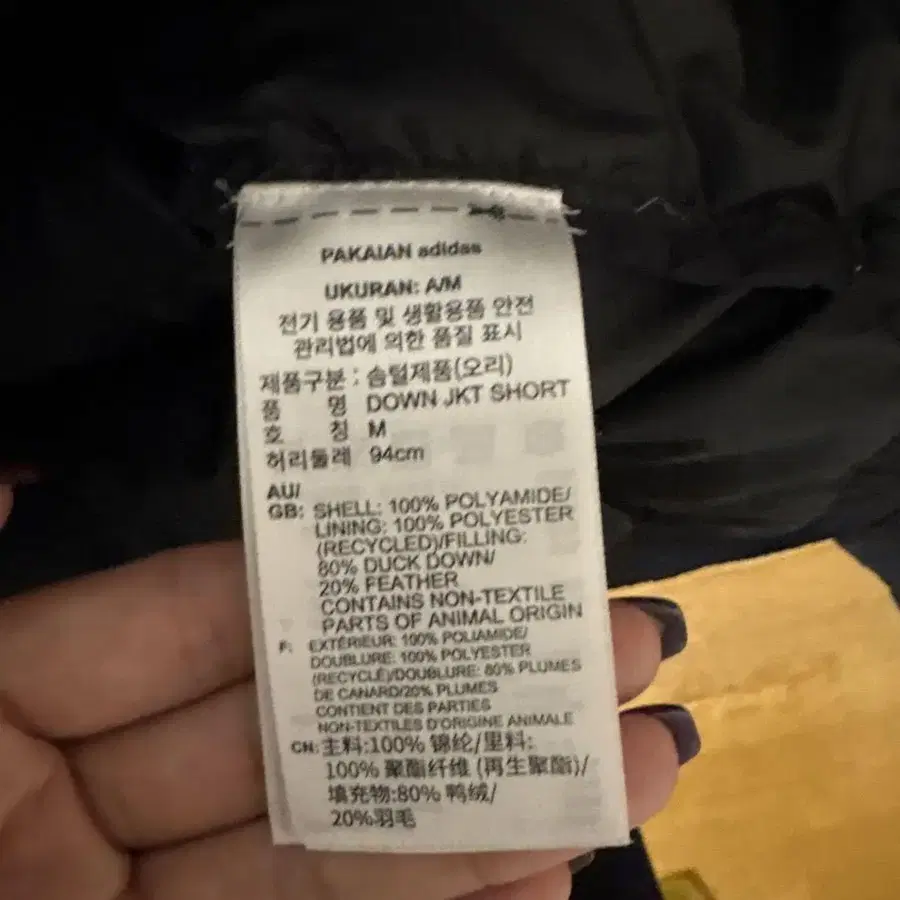 PAKAIAN adidas
UKURAN: A/M
전기 용품 및 생활용품 안전
관리법에 의한 품질 표시
제품구분 : 솜털제품(오리)
품 명 DOWN JKT SHORT
호 칭 M
허리둘레 94cm
AU/
GB: SHELL: 100% POLYAMIDE/
LINING: 100% POLYESTER
(RECYCLED)/FILLING:
80% DUCK DOWN/
20% FEATHER
CONTAINS NON-TEXTILE
PARTS OF ANIMAL ORIGIN
F: EXTÉRIEUR: 100% POLIAMIDE/
DOUBLURE: 100% POLYESTER
(RECYCLÉ)/DOUBLURE: 80% PLUMES
DE CANARD/20% PLUMES
CONTIENT DES PARTIES
NON-TEXTILES D'ORIGINE ANIMALE
CN: 主料:100% 锦纶/里料:
100% 聚酯纤维 (再生聚酯)/
填充物:80% 鸭绒/
20%羽毛